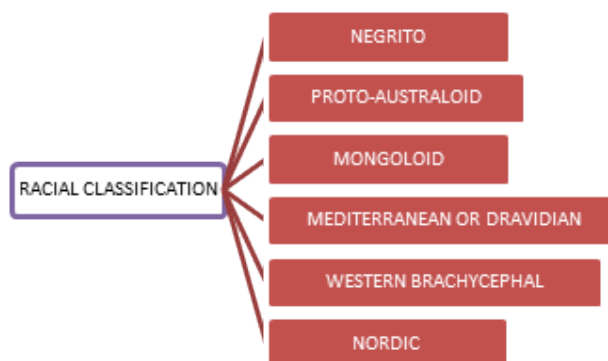 NEGRITO
PROTO-AUSTRALOID
MONGOLOID
RACIAL CLASSIFICATION
MEDITERRANEAN OR DRAVIDIAN
WESTERN BRACHYCEPHAL
NORDIC